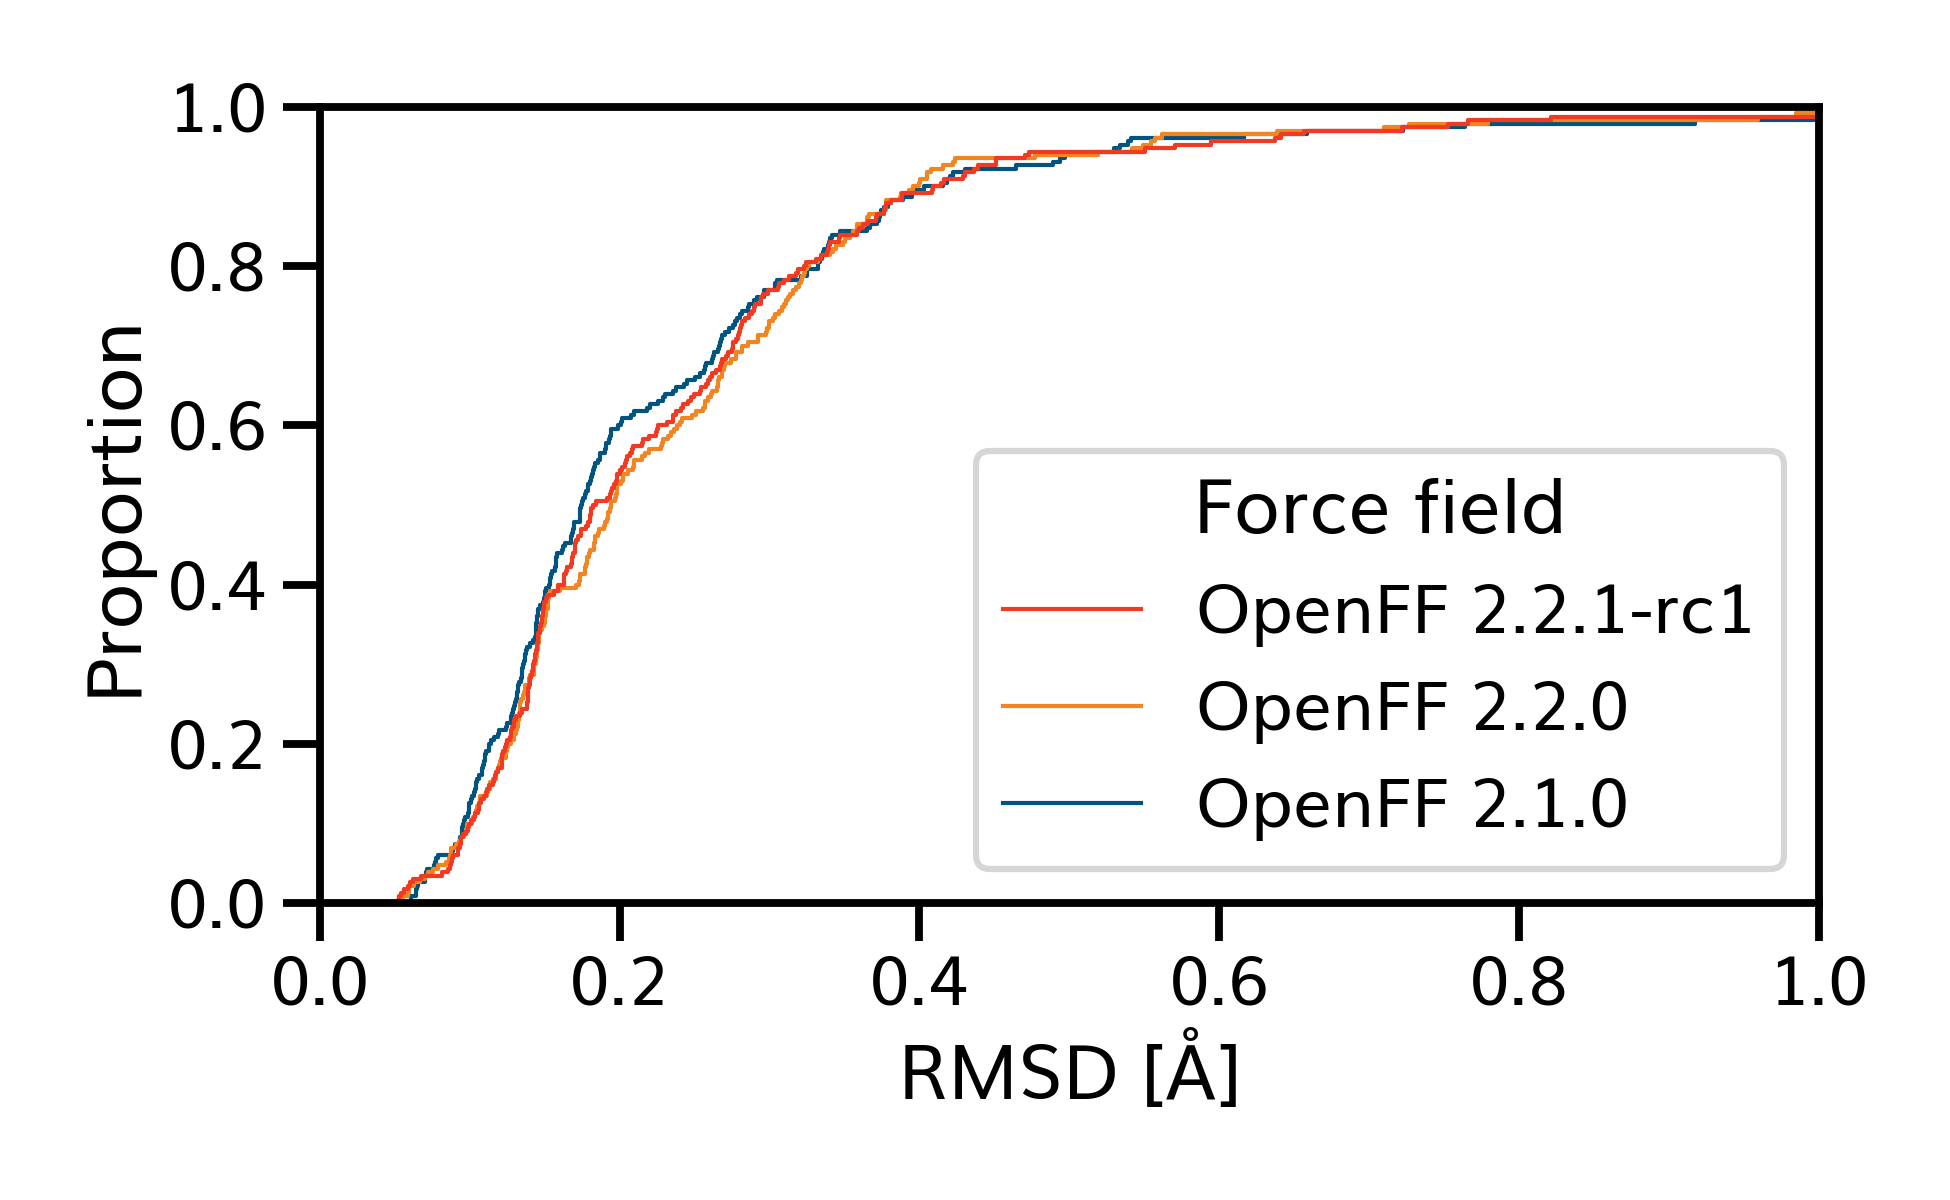 1.0
0.8
0.6
0.4
0.2
0.0
Proportion
0.0 0.2 0.4 0.6 0.8 1.0
RMSD [Å]
Force field
OpenFF 2.2.1-rc1
OpenFF 2.2.0
OpenFF 2.1.0